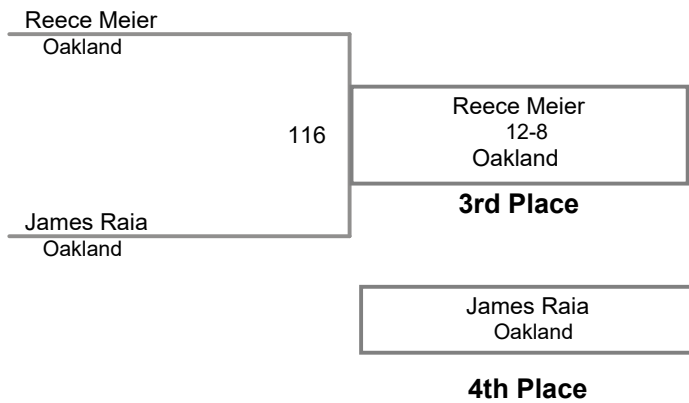 Reece Meier
Oakland
116
Reece Meier
12-8
Oakland
3rd Place
James Raia
Oakland
James Raia
Oakland
4th Place